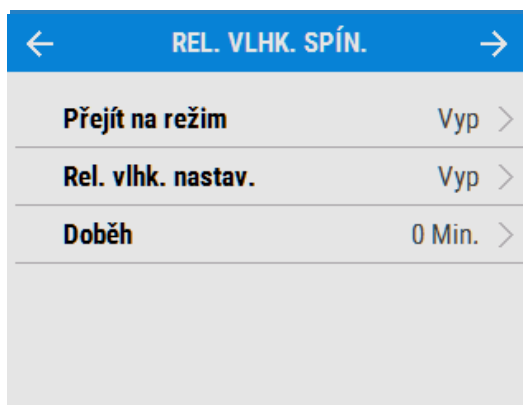 REL. VLHK. SPÍN.
Přejít na režim Vyp
Rel. vlhk. nastav. Vyp
Doběh 0 Min.